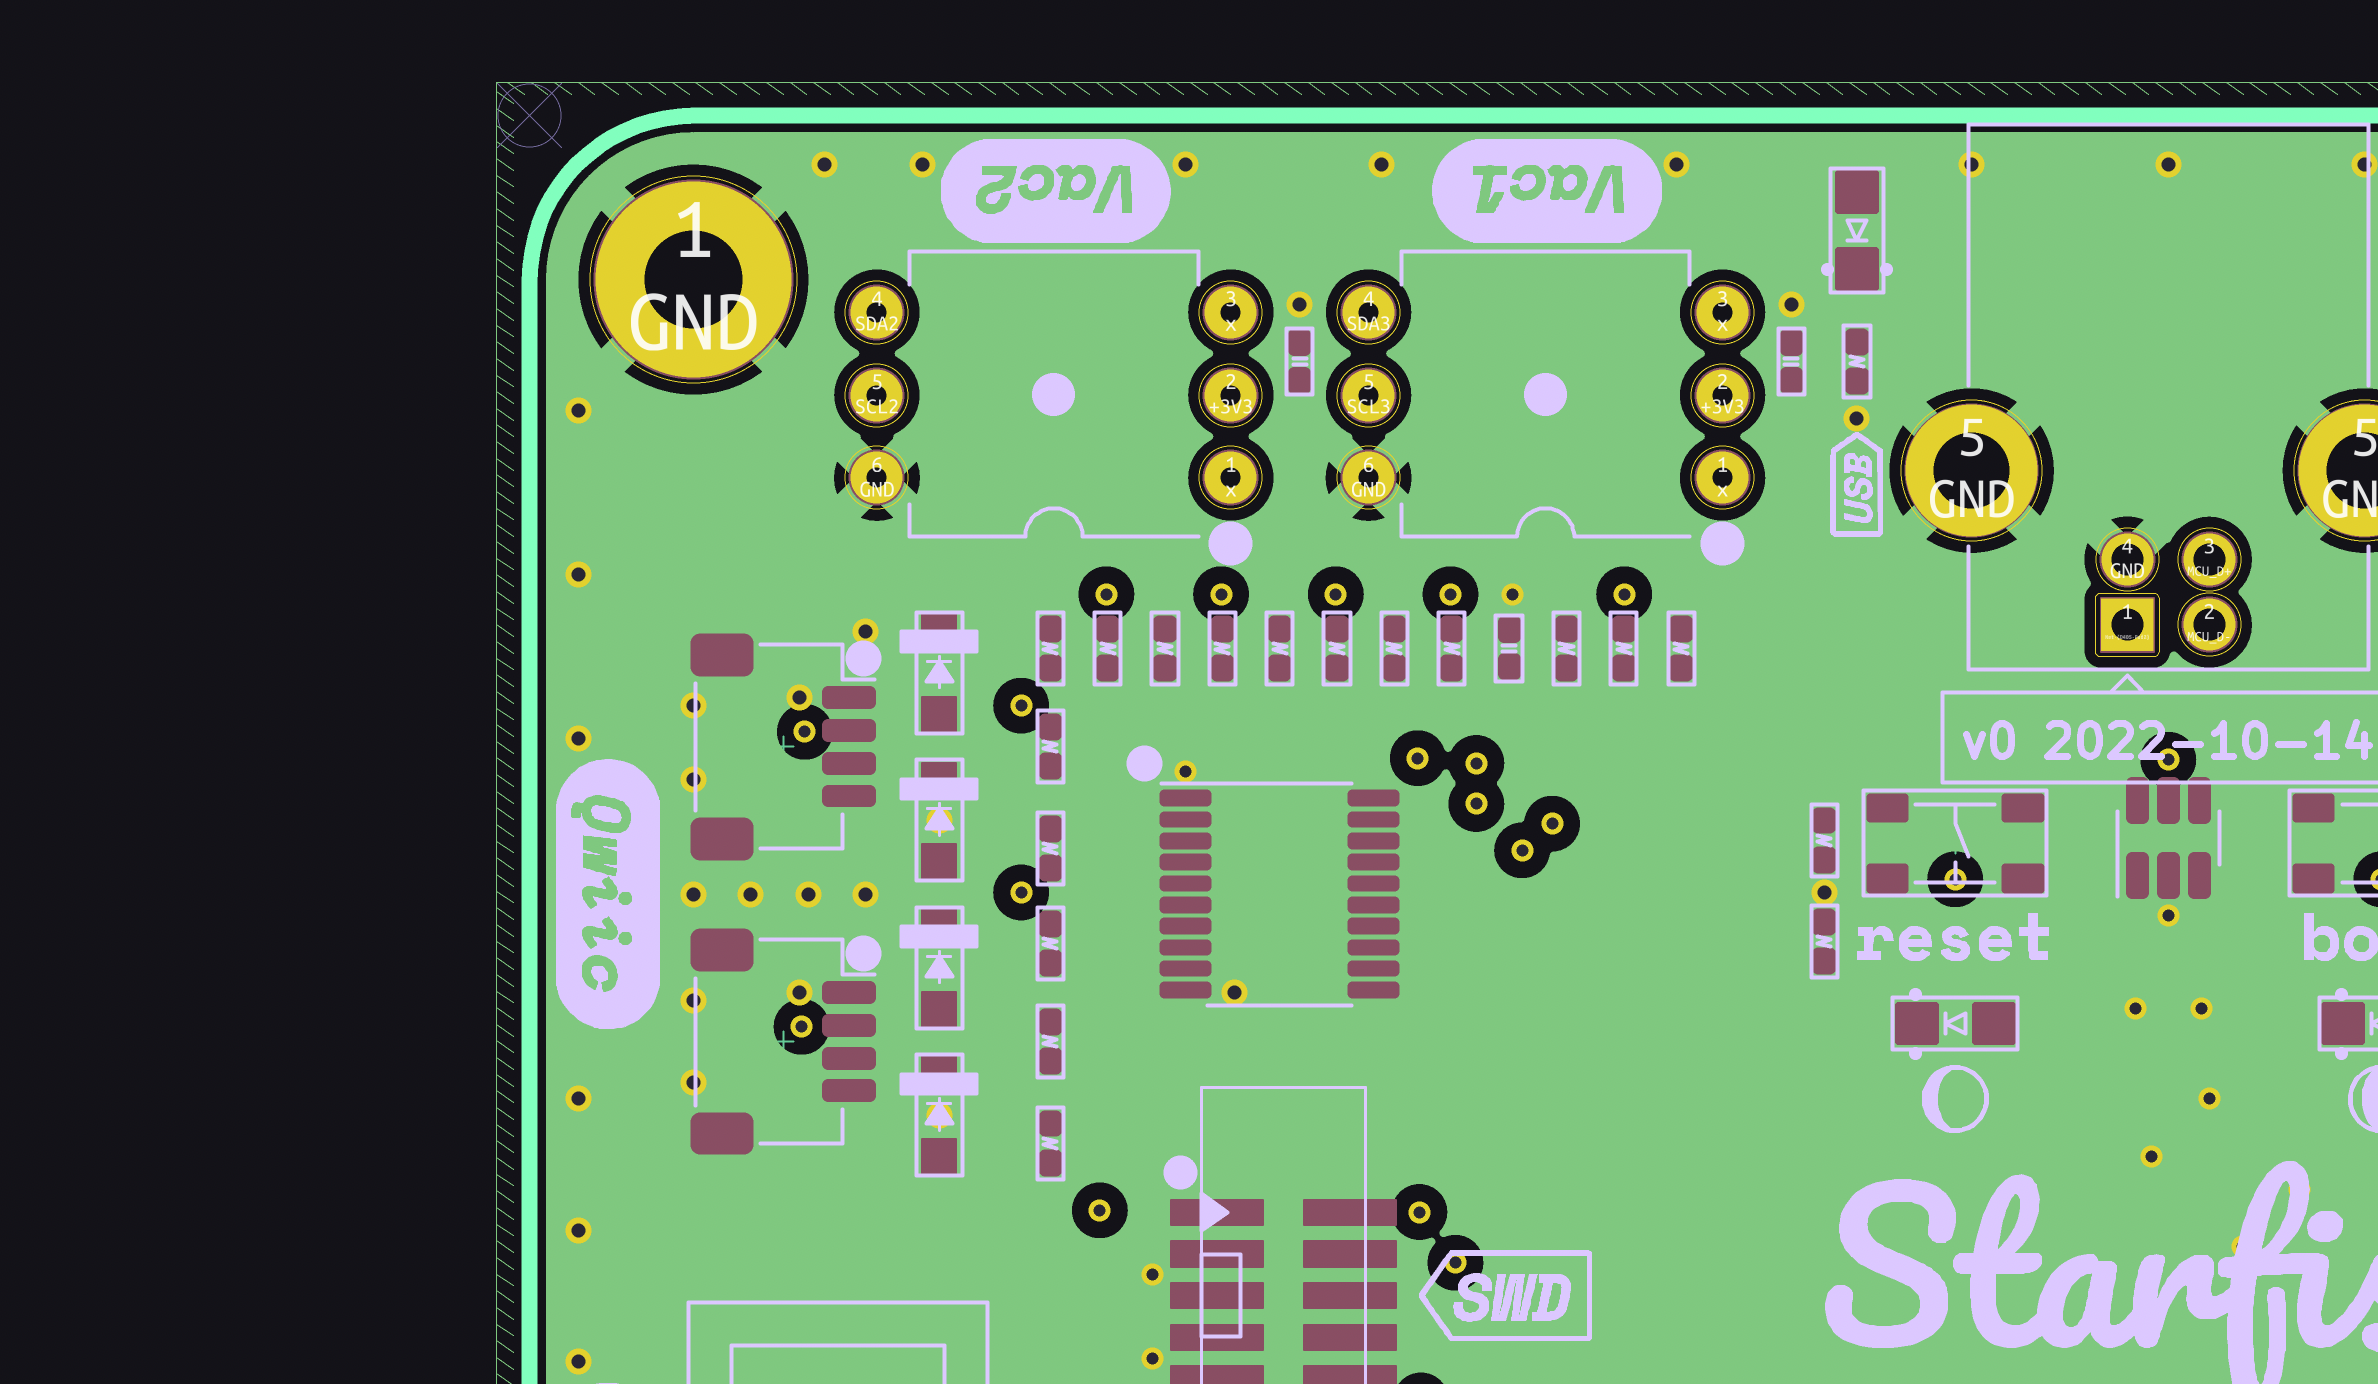 Vac2
Vac1
1
GND
4
SDA2
3
x
4
SDA3
3
x
5
SCL2
2
+3V3
5
SCL3
2
+3V3
6
GND
1
x
6
GND
1
x
USB
5
GND
5
GN
4
GND
3
MCU_D+
1
2
MCU_D-
v0 2022-10-14
Qwiic
reset
bo
SWD
Starfi